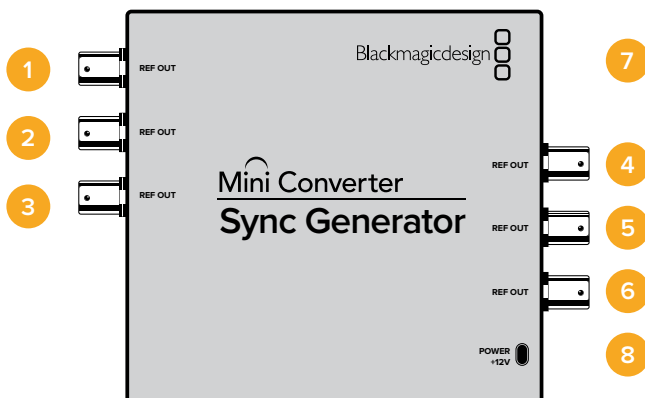 1
REF OUT
Blackmagicdesign
7
2
REF OUT
REF OUT
4
3
REF OUT
Mini Converter
Sync Generator
REF OUT
5
REF OUT
6
POWER
+12V
8